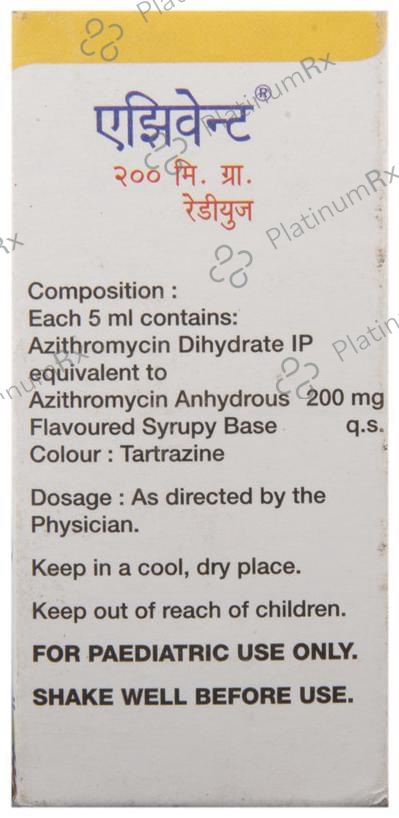 एझिवेन्ट®
२०० मि. ग्रा.
रेडीयुज
Composition :
Each 5 ml contains:
Azithromycin Dihydrate IP
equivalent to
Azithromycin Anhydrous 200 mg
Flavoured Syrupy Base q.s.
Colour : Tartrazine
Dosage : As directed by the
Physician.
Keep in a cool, dry place.
Keep out of reach of children.
FOR PAEDIATRIC USE ONLY.
SHAKE WELL BEFORE USE.
PlatinumRx
PlatinumRx